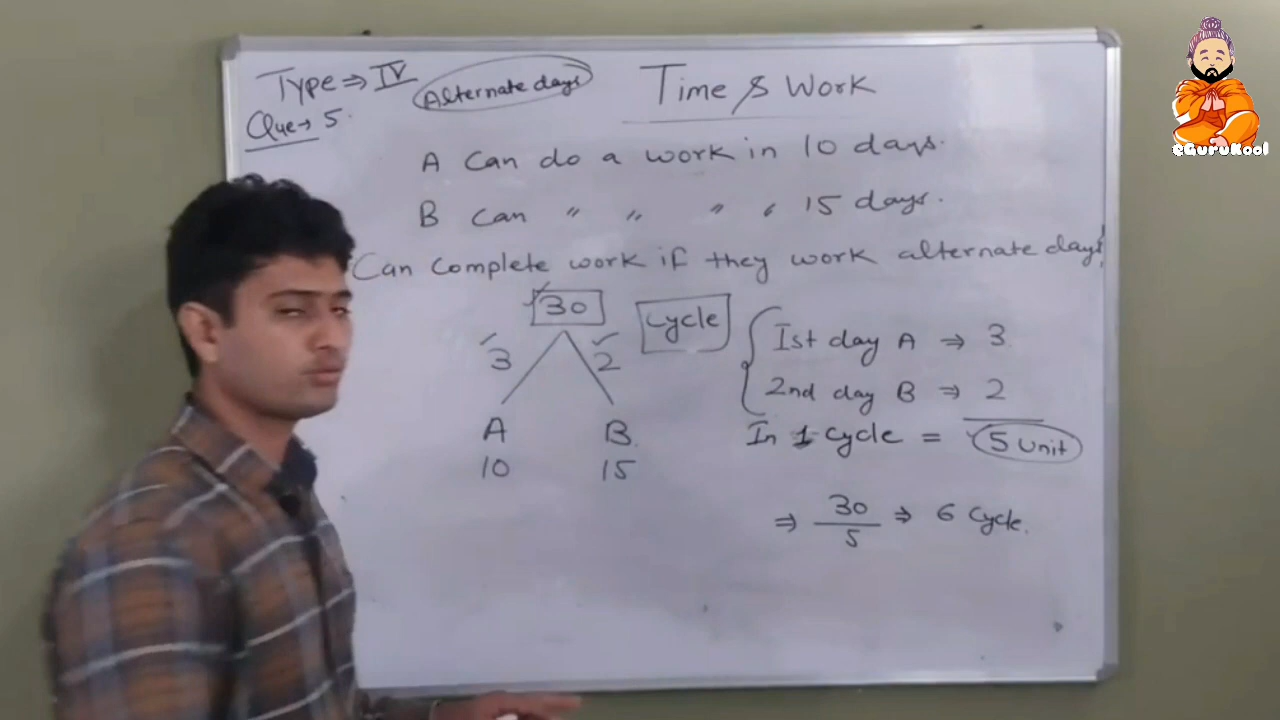 Type ⇒ IV
Alternate days
Time & Work
Que → 5.
A Can do a work in 10 days.
B Can " " " " 15 days.
Can Complete work if they work alternate days
30
Cycle
3
2
A
B.
10
15
Ist day A ⇒ 3
2nd day B ⇒ 2
In 1 Cycle = 5 Unit
⇒ 30/5 ⇒ 6 Cycle.
eGuruKool